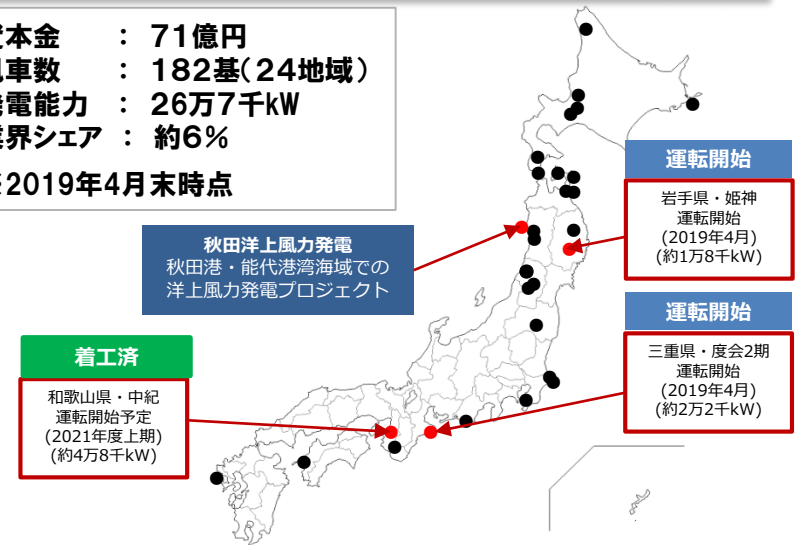 資本金 : 71億円
風車数 : 182基(24地域)
発電能力 : 26万7千kW
業界シェア : 約6%
※2019年4月末時点
運転開始
岩手県・姫神
運転開始
(2019年4月)
(約1万8千kW)
秋田洋上風力発電
秋田港・能代港湾海域での
洋上風力発電プロジェクト
運転開始
三重県・度会2期
運転開始
(2019年4月)
(約2万2千kW)
着工済
和歌山県・中紀
運転開始予定
(2021年度上期)
(約4万8千kW)